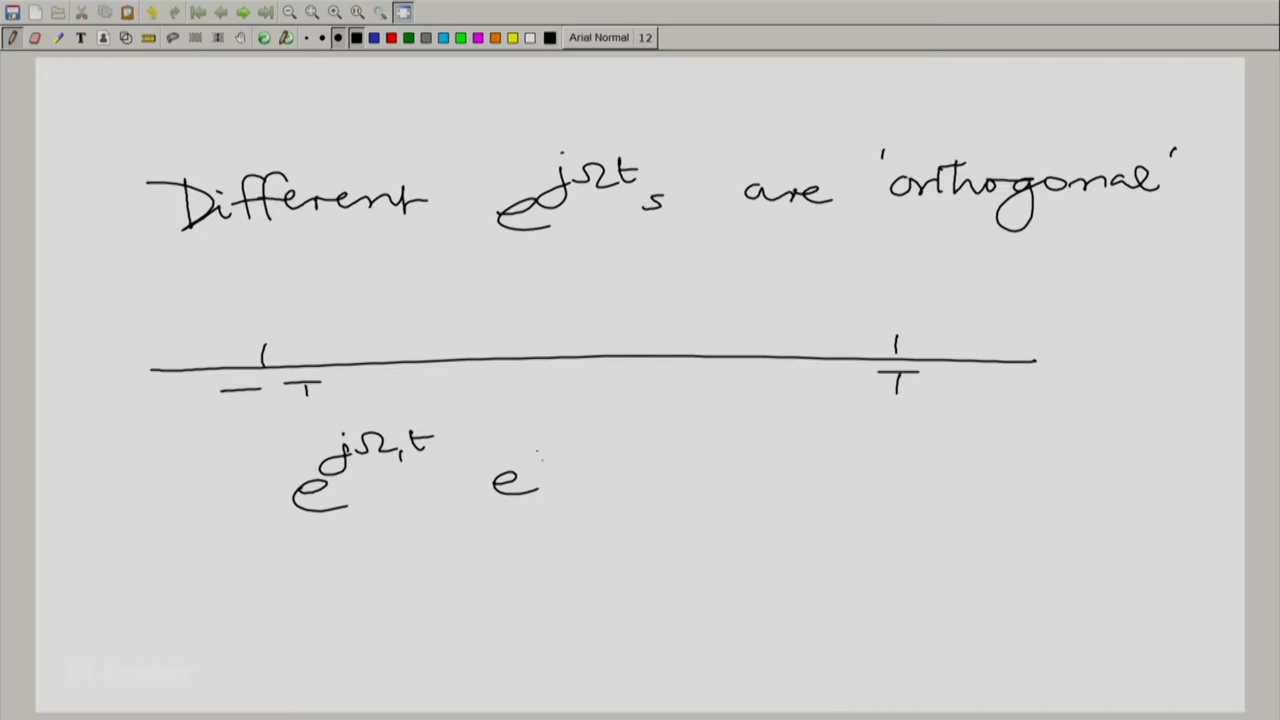 Arial Normal 12
Different e^{jΩt}s are 'orthogonal'
-T T
e^{jΩ₁t} e